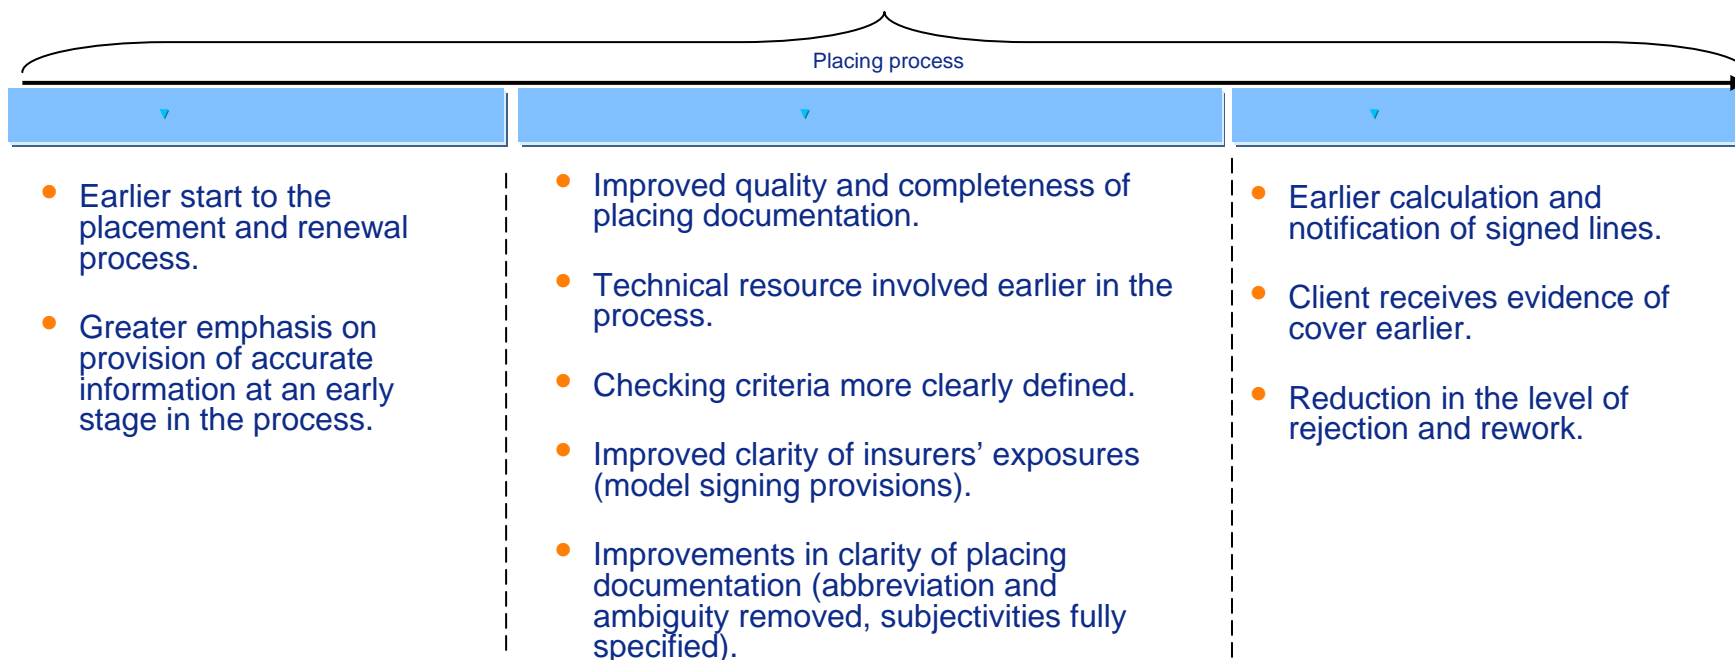 Placing process
Earlier start to the
placement and renewal
process.
Greater emphasis on
provision of accurate
information at an early
stage in the process.
Improved quality and completeness of
placing documentation.
Technical resource involved earlier in the
process.
Checking criteria more clearly defined.
Improved clarity of insurers’ exposures
(model signing provisions).
Improvements in clarity of placing
documentation (abbreviation and
ambiguity removed, subjectivities fully
specified).
Earlier calculation and
notification of signed lines.
Client receives evidence of
cover earlier.
Reduction in the level of
rejection and rework.